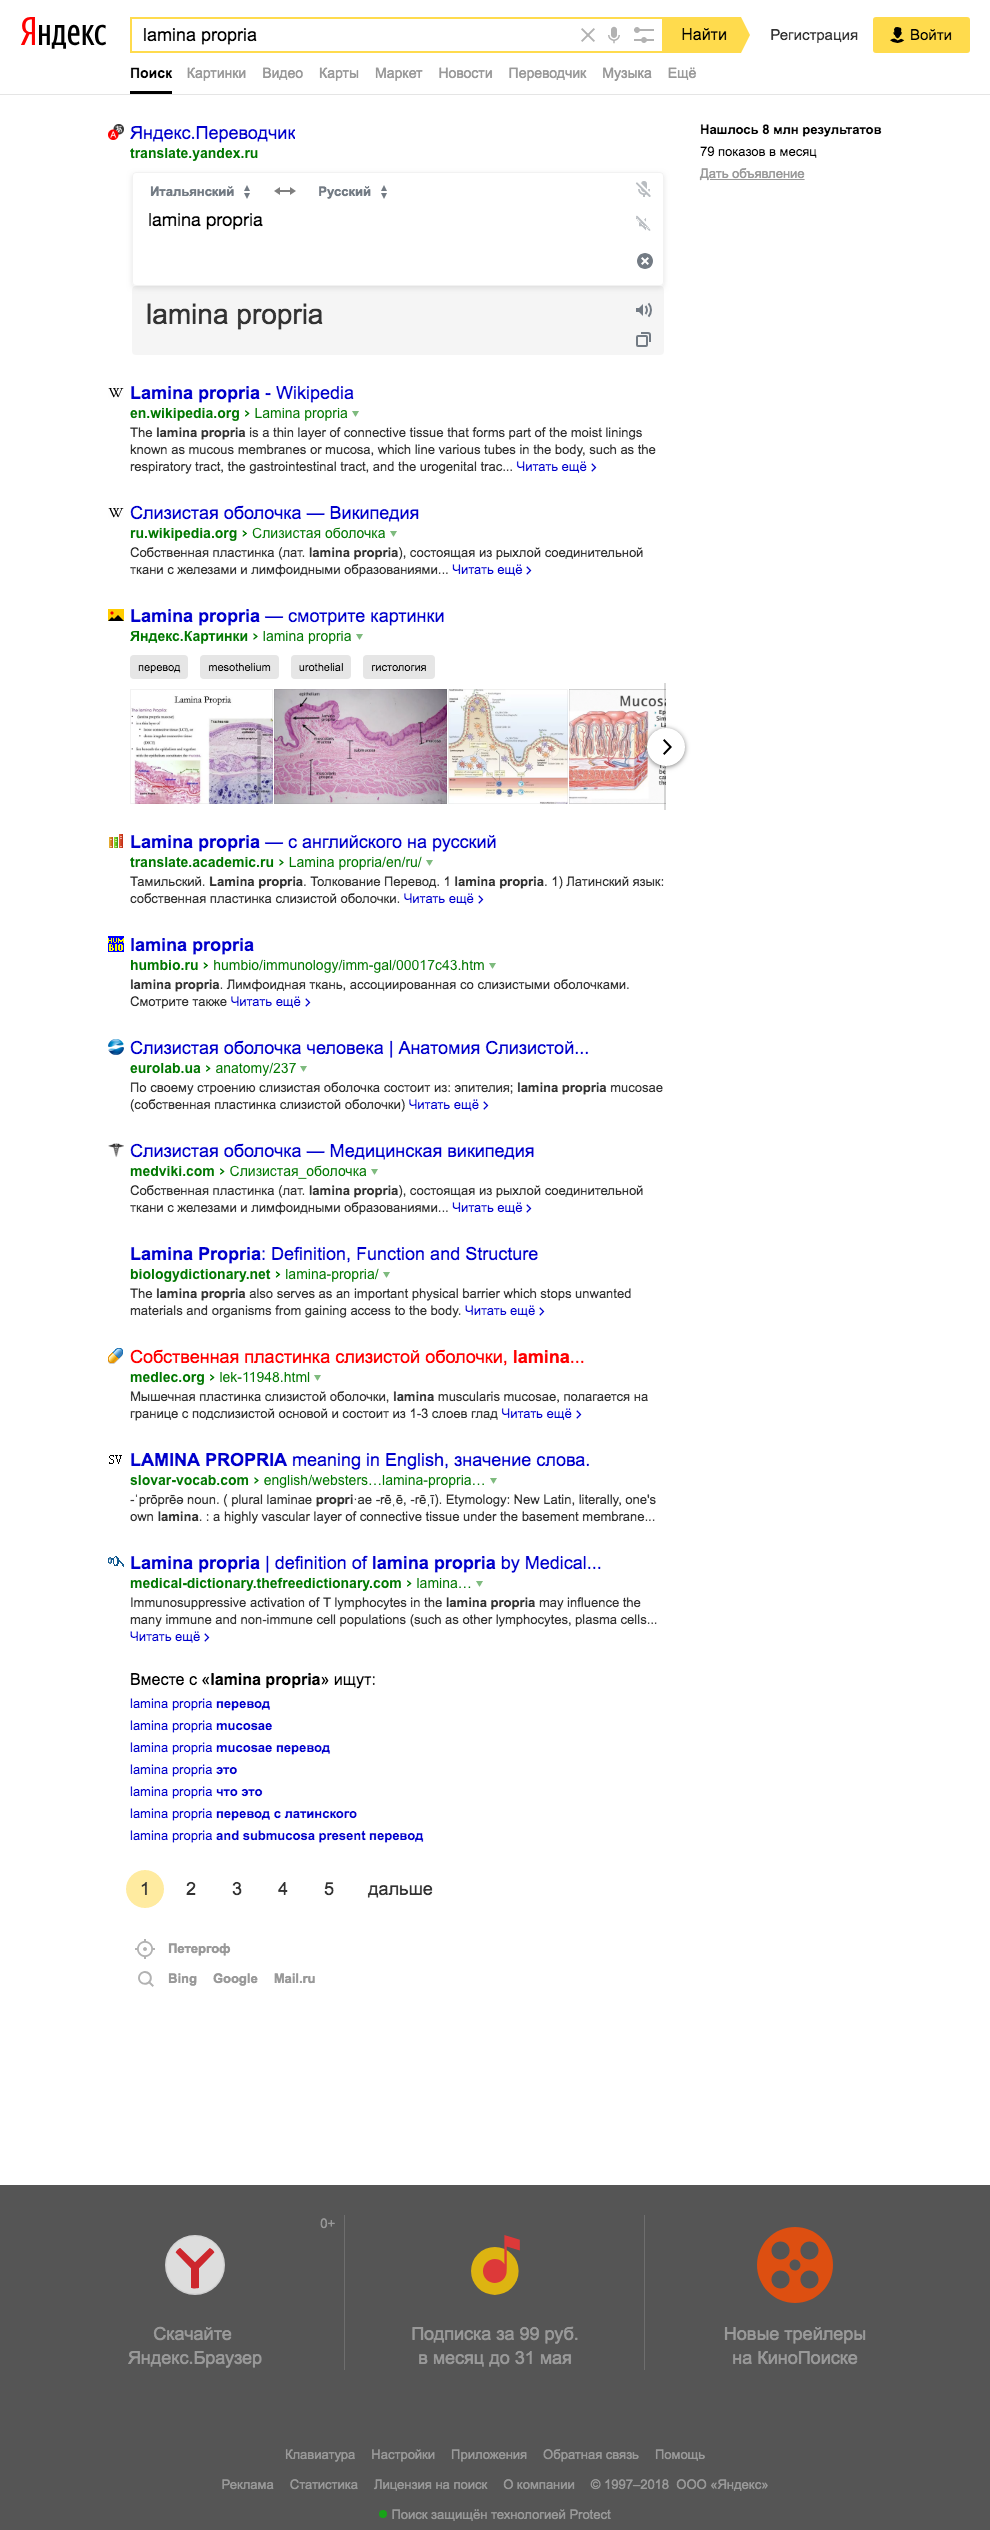 Яндекс
lamina propria
Найти
Регистрация
Войти
Поиск Картинки Видео Карты Маркет Новости Переводчик Музыка Ещё
Яндекс.Переводчик
translate.yandex.ru
Итальянский Русский
lamina propria
lamina propria
Нашлось 8 млн результатов
79 показов в месяц
Дать объявление
Lamina propria - Wikipedia
en.wikipedia.org › Lamina propria
The lamina propria is a thin layer of connective tissue that forms part of the moist linings
known as mucous membranes or mucosa, which line various tubes in the body, such as the
respiratory tract, the gastrointestinal tract, and the urogenital trac... Читать ещё ›
Слизистая оболочка — Википедия
ru.wikipedia.org › Слизистая оболочка
Собственная пластинка (лат. lamina propria), состоящая из рыхлой соединительной
ткани с железами и лимфоидными образованиями... Читать ещё ›
Lamina propria — смотрите картинки
Яндекс.Картинки › lamina propria
перевод mesothelium urothelial гистология
Lamina Propria
Mucosa
Lamina propria — с английского на русский
translate.academic.ru › Lamina propria/en/ru/
Тамильский. Lamina propria. Толкование Перевод. 1 lamina propria. 1) Латинский язык:
собственная пластинка слизистой оболочки. Читать ещё ›
lamina propria
humbio.ru › humbio/immunology/imm-gal/00017c43.htm
lamina propria. Лимфоидная ткань, ассоциированная со слизистыми оболочками.
Смотрите также Читать ещё ›
Слизистая оболочка человека | Анатомия Слизистой...
eurolab.ua › anatomy/237
По своему строению слизистая оболочка состоит из: эпителия; lamina propria mucosae
(собственная пластинка слизистой оболочки) Читать ещё ›
Слизистая оболочка — Медицинская википедия
medviki.com › Слизистая_оболочка
Собственная пластинка (лат. lamina propria), состоящая из рыхлой соединительной
ткани с железами и лимфоидными образованиями... Читать ещё ›
Lamina Propria: Definition, Function and Structure
biologydictionary.net › lamina-propria/
The lamina propria also serves as an important physical barrier which stops unwanted
materials and organisms from gaining access to the body. Читать ещё ›
Собственная пластинка слизистой оболочки, lamina...
medlec.org › lek-11948.html
Мышечная пластинка слизистой оболочки, lamina muscularis mucosae, полагается на
границе с подслизистой основой и состоит из 1-3 слоев глад Читать ещё ›
LAMINA PROPRIA meaning in English, значение слова.
slovar-vocab.com › english/websters…lamina-propria…
-ˈprōprēə noun. ( plural laminae propri·ae -rēˌē, -rēˌī). Etymology: New Latin, literally, one's
own lamina. : a highly vascular layer of connective tissue under the basement membrane...
Lamina propria | definition of lamina propria by Medical...
medical-dictionary.thefreedictionary.com › lamina…
Immunosuppressive activation of T lymphocytes in the lamina propria may influence the
many immune and non-immune cell populations (such as other lymphocytes, plasma cells...
Читать ещё ›
Вместе с «lamina propria» ищут:
lamina propria перевод
lamina propria mucosae
lamina propria mucosae перевод
lamina propria это
lamina propria что это
lamina propria перевод с латинского
lamina propria and submucosa present перевод
1 2 3 4 5 дальше
Петергоф
Bing Google Mail.ru
0+
Скачайте
Яндекс.Браузер
Подписка за 99 руб.
в месяц до 31 мая
Новые трейлеры
на КиноПоиске
Клавиатура Настройки Приложения Обратная связь Помощь
Реклама Статистика Лицензия на поиск О компании © 1997–2018 ООО «Яндекс»
Поиск защищён технологией Protect